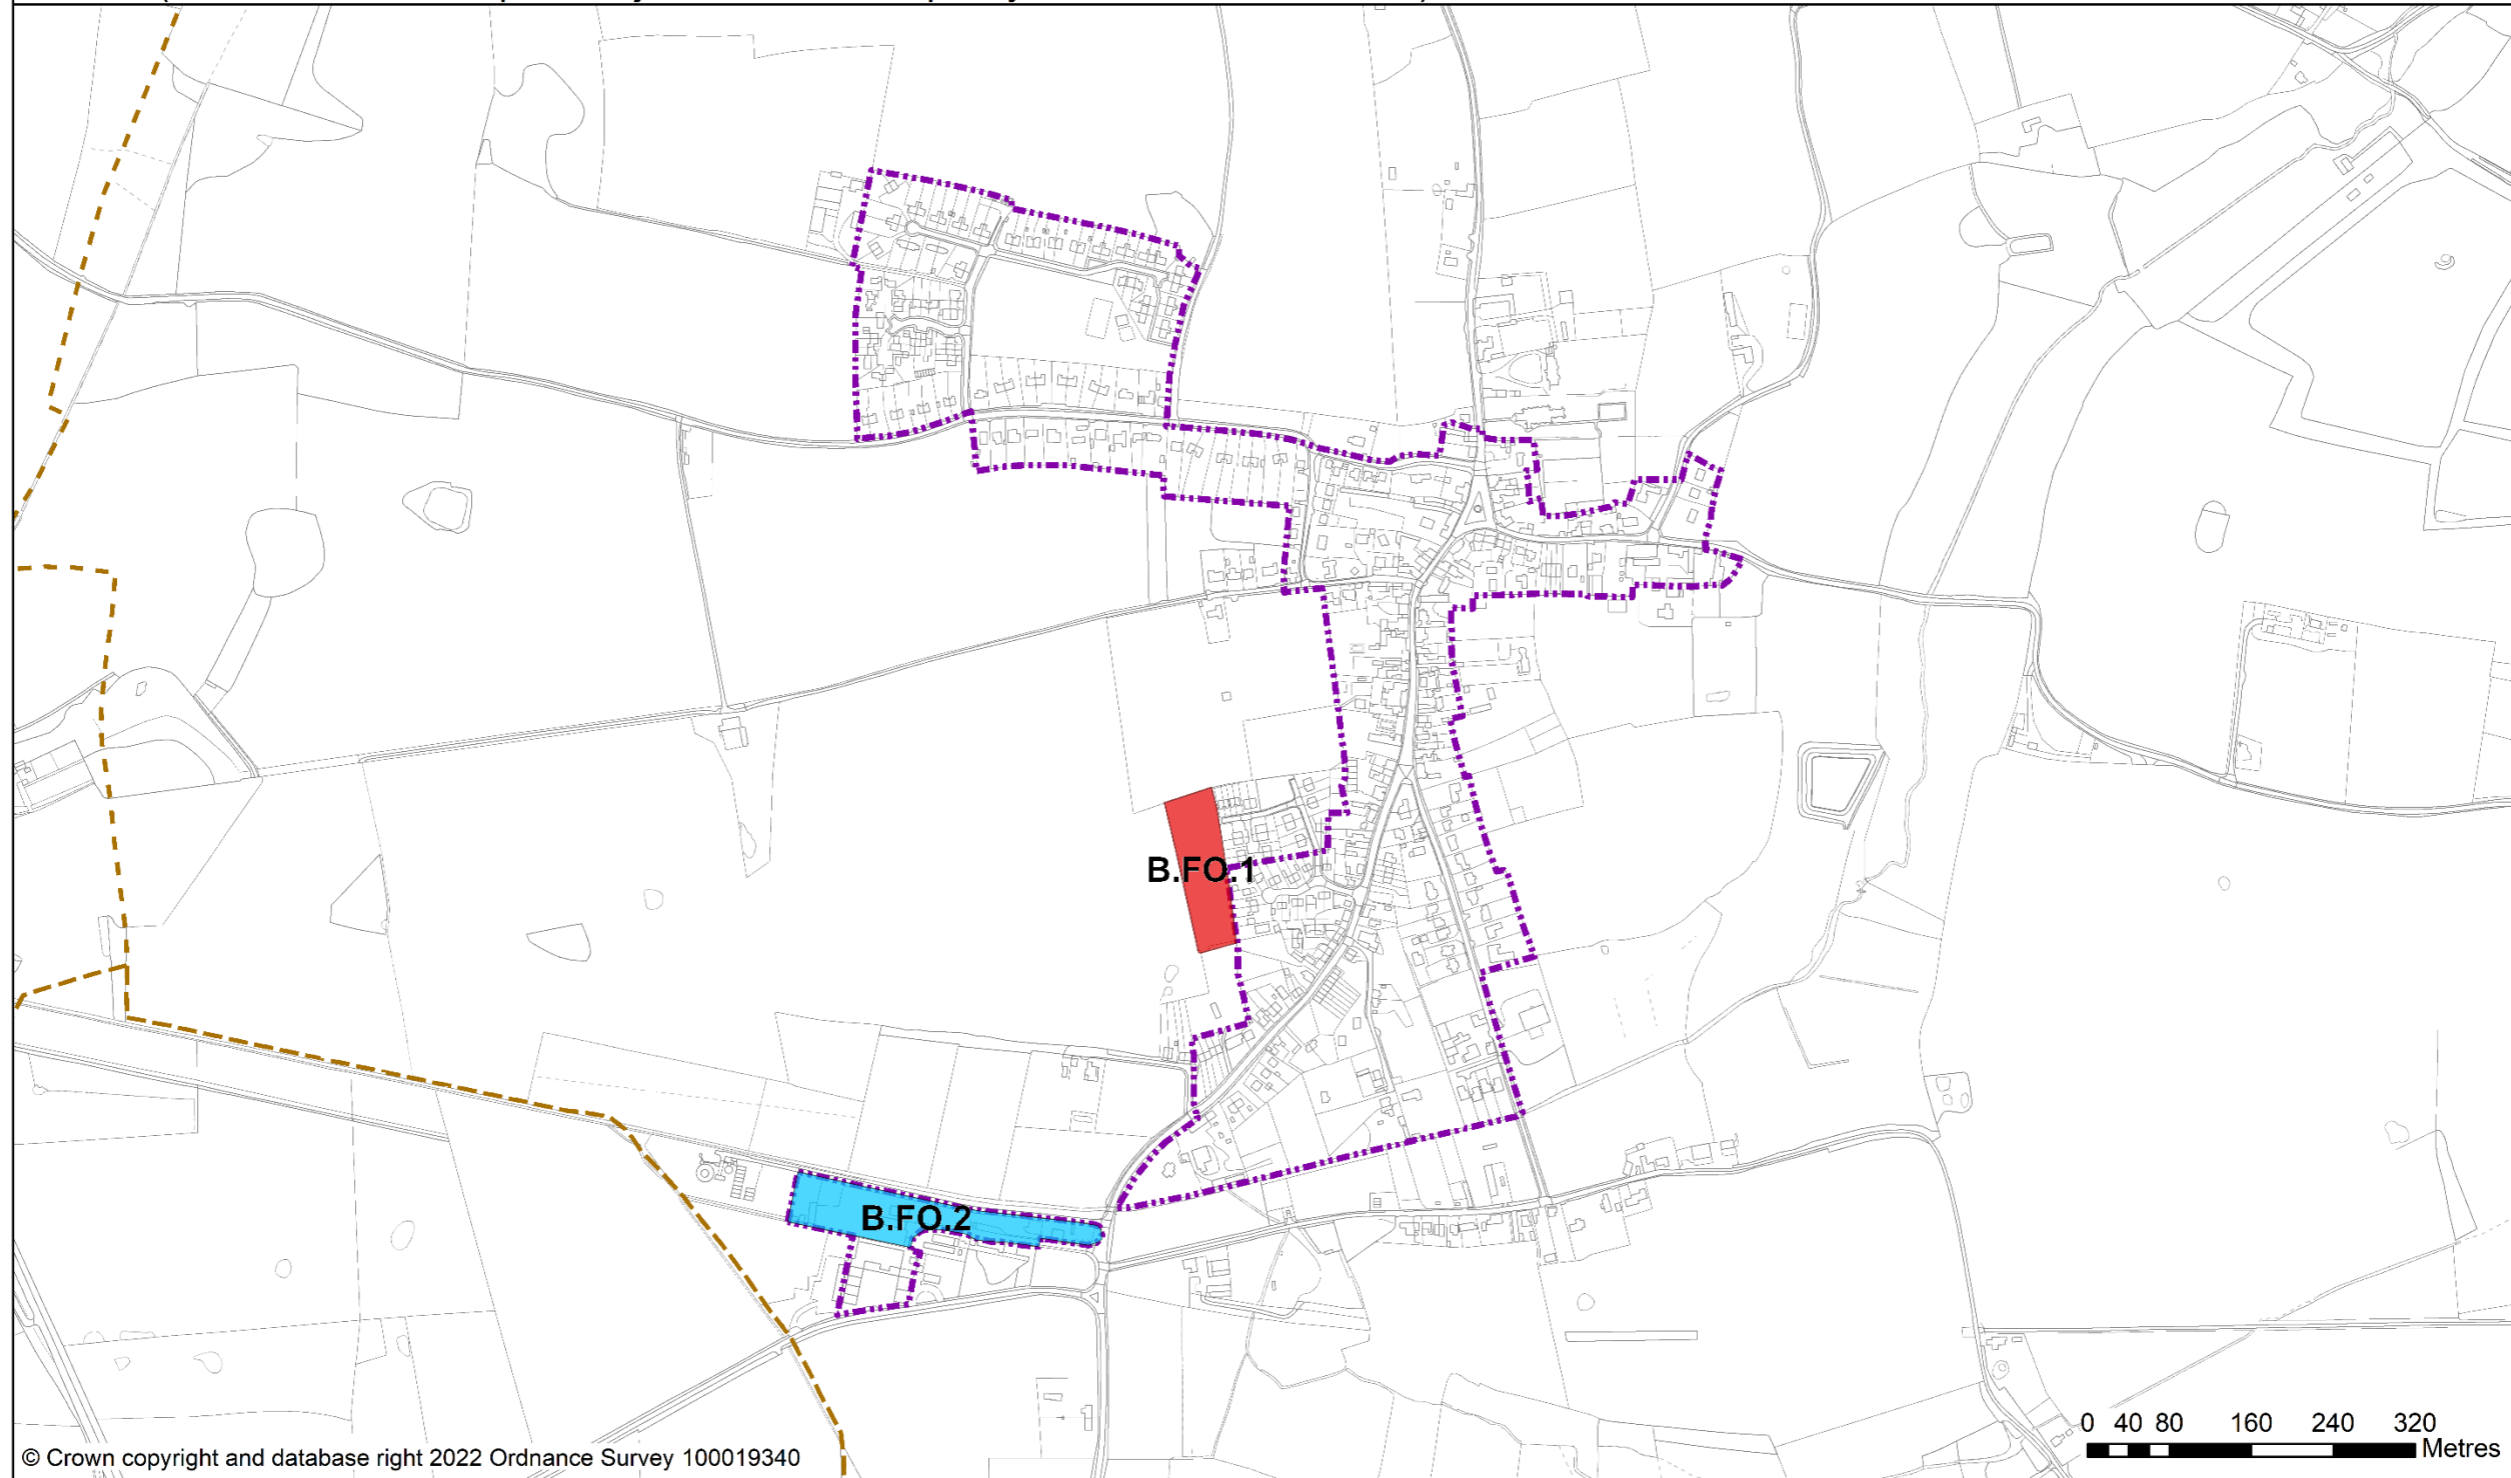 B.FO.1
B.FO.2
0 40 80 160 240 320
Metres
© Crown copyright and database right 2022 Ordnance Survey 100019340